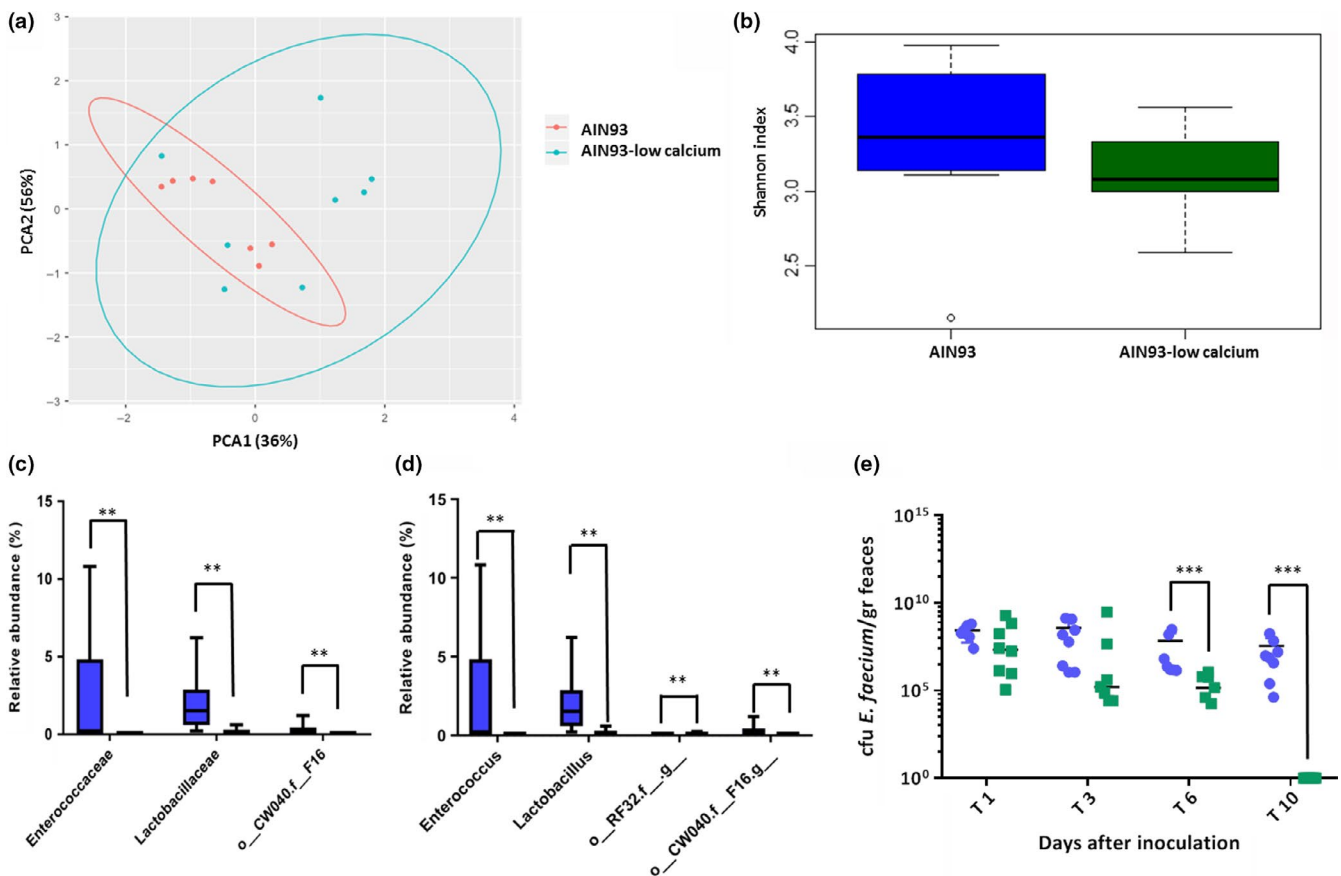 (a)
3
2
1
0
−1
−2
−3
PCA2 (56%)
−2
0
2
4
PCA1 (36%)
AIN93
AIN93-low calcium
(b)
Shannon index
4.0
3.5
3.0
2.5
AIN93
AIN93-low calcium
(c)
Relative abundance (%)
15
10
5
0
**
**
**
Enterococcaceae
Lactobacillaceae
o__CW040.f__F16
(d)
Relative abundance (%)
15
10
5
0
**
**
**
**
Enterococcus
Lactobacillus
o__RF32.f__.g__
o__CW040.f__F16.g__
(e)
cfu E. faecium/gr feaces
10^15
10^10
10^5
10^0
***
***
T 1
T 3
T 6
T 10
Days after inoculation